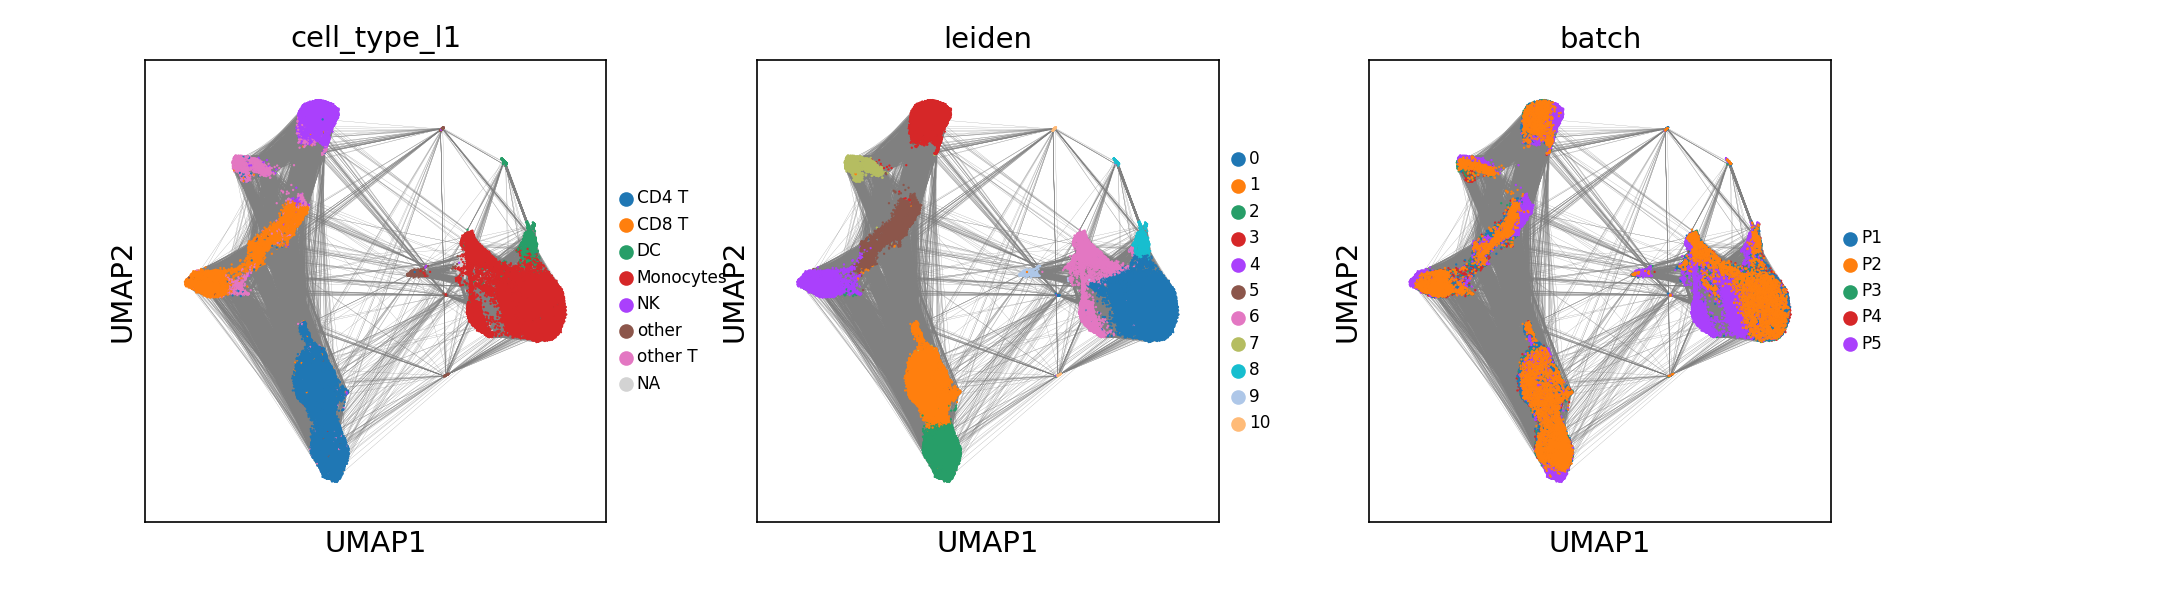 cell_type_l1
UMAP2
UMAP1
CD4 T
CD8 T
DC
Monocytes
NK
other
other T
NA
leiden
UMAP2
UMAP1
0
1
2
3
4
5
6
7
8
9
10
batch
UMAP2
UMAP1
P1
P2
P3
P4
P5